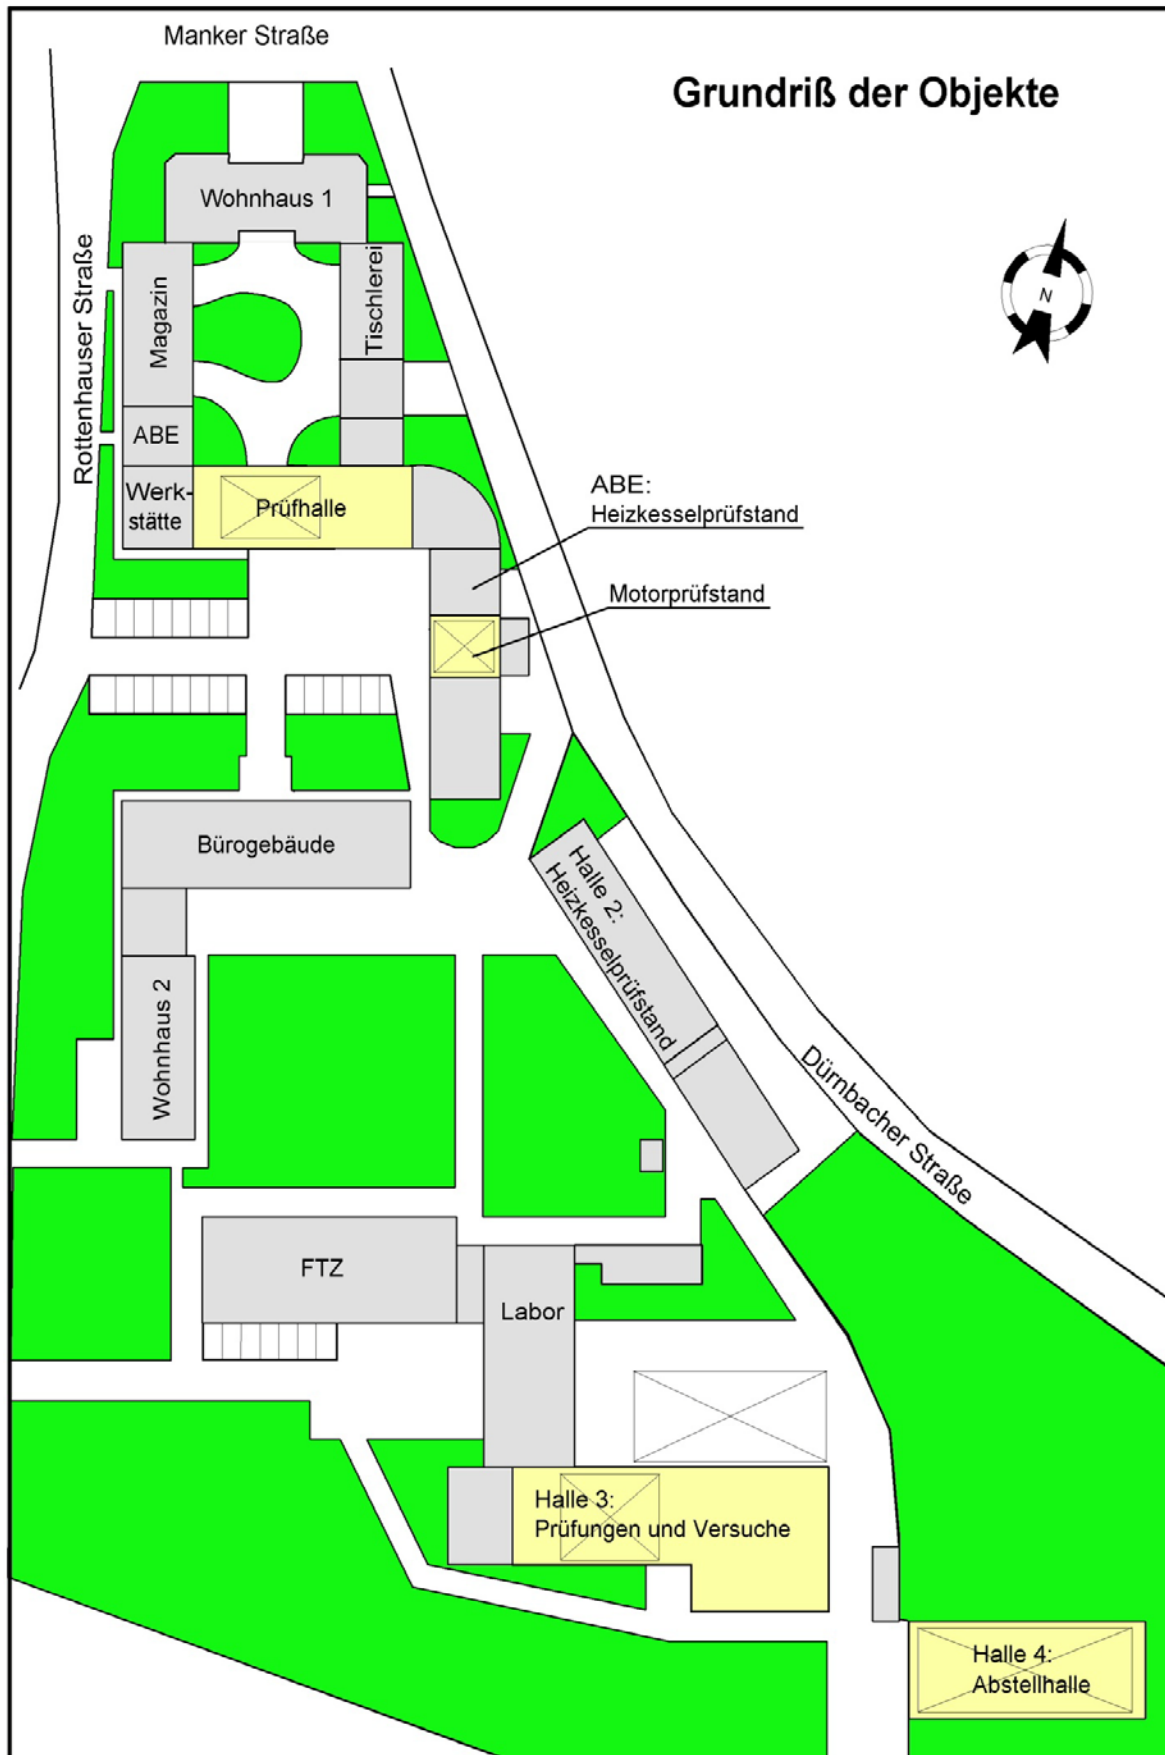 Manker Straße
Grundriß der Objekte
Wohnhaus 1
Rottenhauser Straße
Magazin
Tischlerei
N
ABE
Werk-
stätte
Prüfhalle
ABE:
Heizkesselprüfstand
Motorprüfstand
Bürogebäude
Halle 2:
Heizkesselprüfstand
Wohnhaus 2
Dürnbacher Straße
FTZ
Labor
Halle 3:
Prüfungen und Versuche
Halle 4:
Abstellhalle